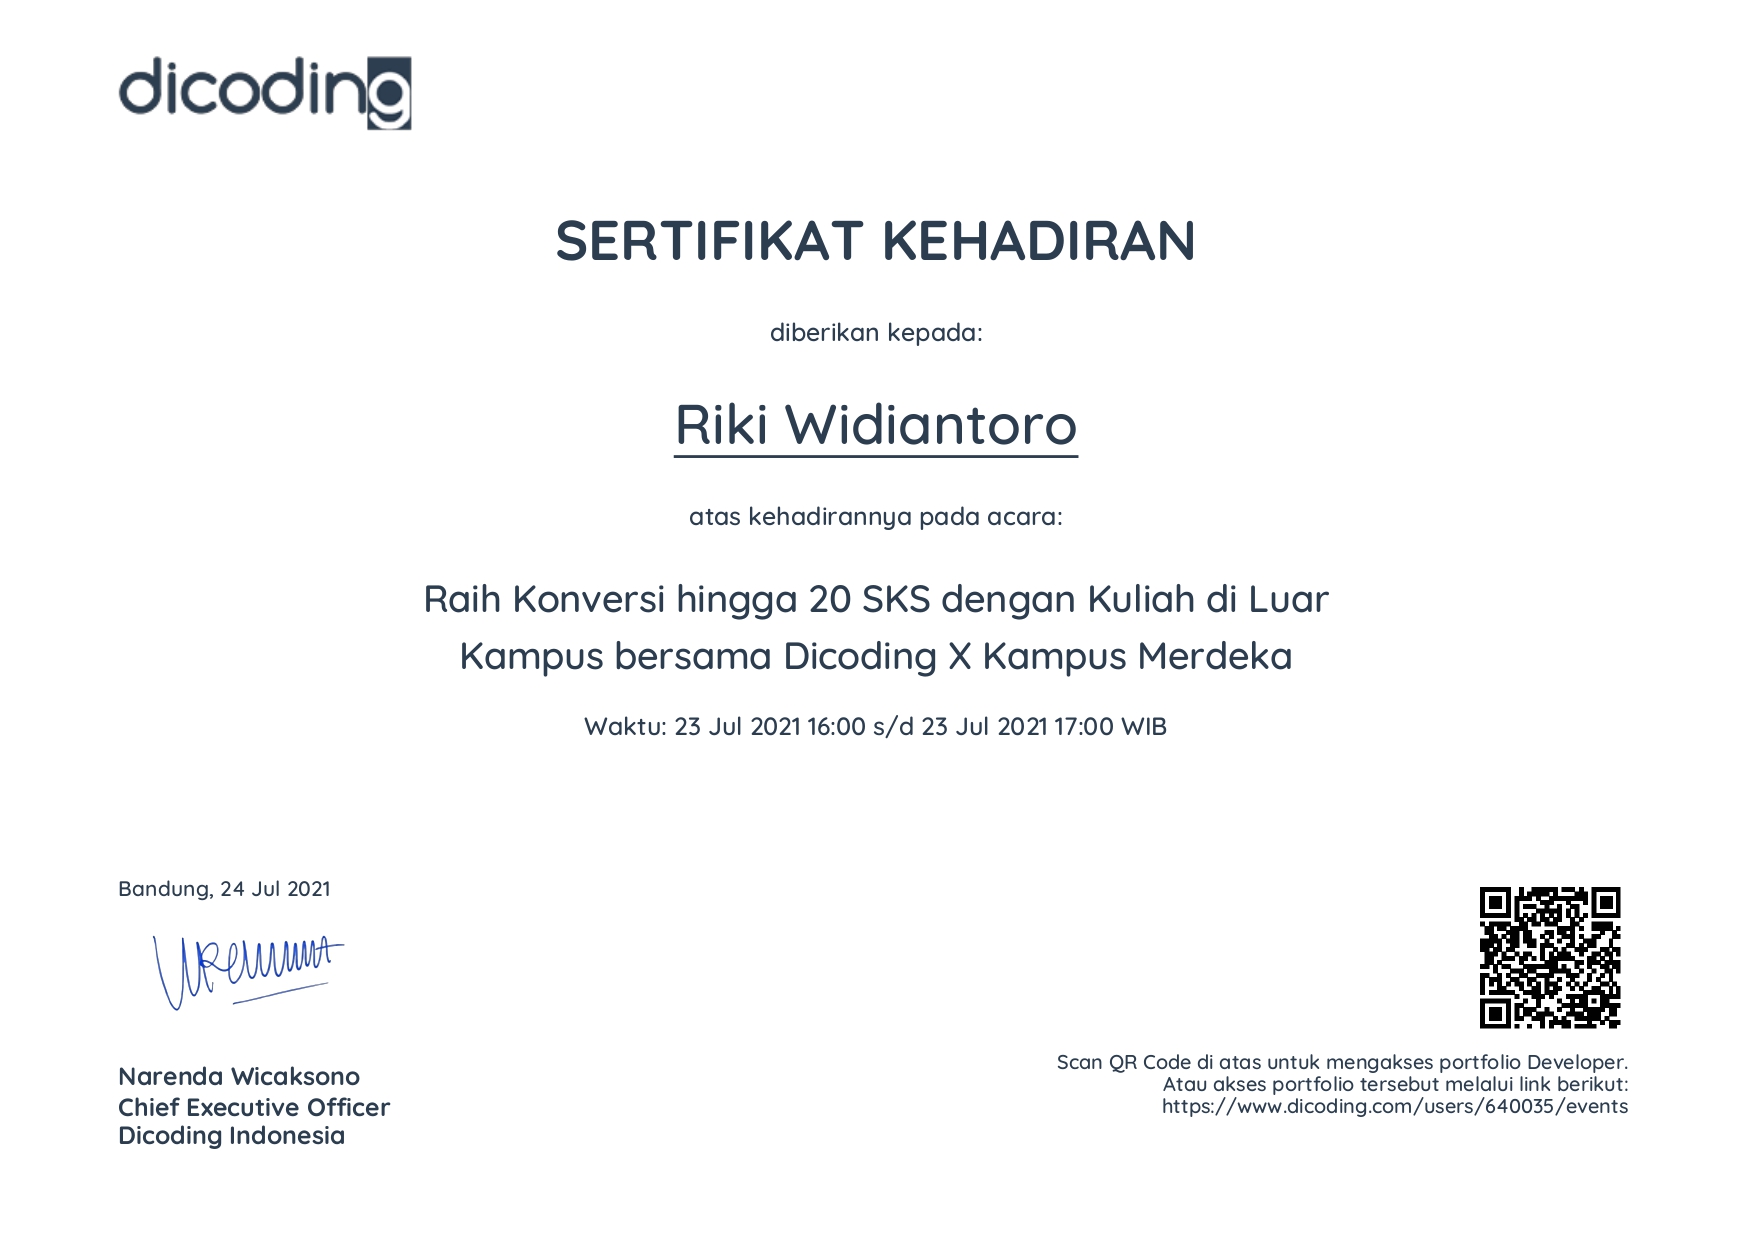 dicoding
SERTIFIKAT KEHADIRAN
diberikan kepada:
Riki Widiantoro
atas kehadirannya pada acara:
Raih Konversi hingga 20 SKS dengan Kuliah di Luar
Kampus bersama Dicoding X Kampus Merdeka
Waktu: 23 Jul 2021 16:00 s/d 23 Jul 2021 17:00 WIB
Bandung, 24 Jul 2021
Narenda Wicaksono
Chief Executive Officer
Dicoding Indonesia
Scan QR Code di atas untuk mengakses portfolio Developer.
Atau akses portfolio tersebut melalui link berikut:
https://www.dicoding.com/users/640035/events